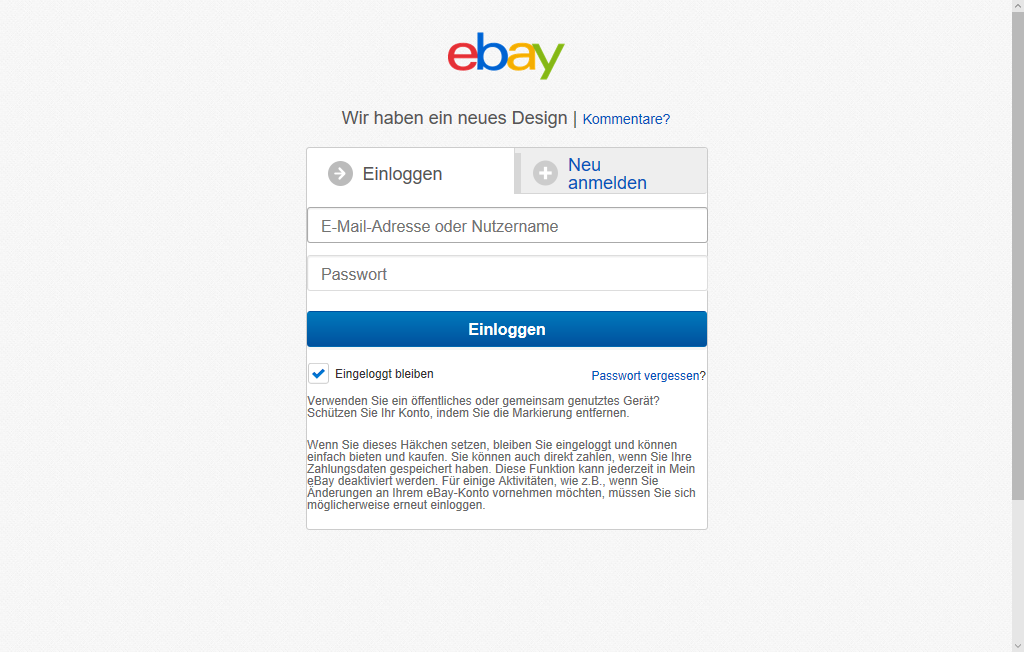 ebay
Wir haben ein neues Design | Kommentare?
Einloggen
Neu
anmelden
E-Mail-Adresse oder Nutzername
Passwort
Einloggen
Eingeloggt bleiben
Passwort vergessen?
Verwenden Sie ein öffentliches oder gemeinsam genutztes Gerät?
Schützen Sie Ihr Konto, indem Sie die Markierung entfernen.
Wenn Sie dieses Häkchen setzen, bleiben Sie eingeloggt und können
einfach bieten und kaufen. Sie können auch direkt zahlen, wenn Sie Ihre
Zahlungsdaten gespeichert haben. Diese Funktion kann jederzeit in Mein
eBay deaktiviert werden. Für einige Aktivitäten, wie z.B., wenn Sie
Änderungen an Ihrem eBay-Konto vornehmen möchten, müssen Sie sich
möglicherweise erneut einloggen.